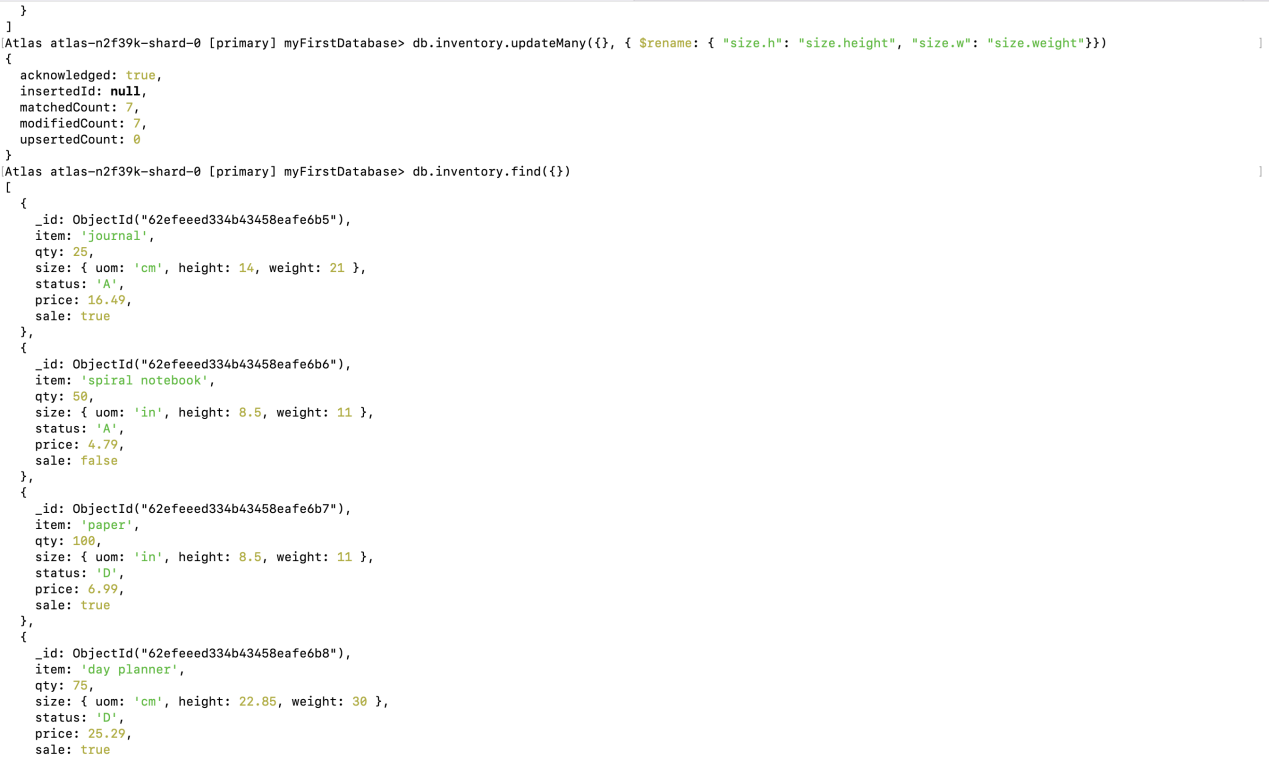 }
]
[Atlas atlas-n2f39k-shard-0 [primary] myFirstDatabase> db.inventory.updateMany({}, { $rename: { "size.h": "size.height", "size.w": "size.weight"}}) ]
{
  acknowledged: true,
  insertedId: null,
  matchedCount: 7,
  modifiedCount: 7,
  upsertedCount: 0
}
[Atlas atlas-n2f39k-shard-0 [primary] myFirstDatabase> db.inventory.find({}) ]
[
  {
    _id: ObjectId("62efeeed334b43458eafe6b5"),
    item: 'journal',
    qty: 25,
    size: { uom: 'cm', height: 14, weight: 21 },
    status: 'A',
    price: 16.49,
    sale: true
  },
  {
    _id: ObjectId("62efeeed334b43458eafe6b6"),
    item: 'spiral notebook',
    qty: 50,
    size: { uom: 'in', height: 8.5, weight: 11 },
    status: 'A',
    price: 4.79,
    sale: false
  },
  {
    _id: ObjectId("62efeeed334b43458eafe6b7"),
    item: 'paper',
    qty: 100,
    size: { uom: 'in', height: 8.5, weight: 11 },
    status: 'D',
    price: 6.99,
    sale: true
  },
  {
    _id: ObjectId("62efeeed334b43458eafe6b8"),
    item: 'day planner',
    qty: 75,
    size: { uom: 'cm', height: 22.85, weight: 30 },
    status: 'D',
    price: 25.29,
    sale: true